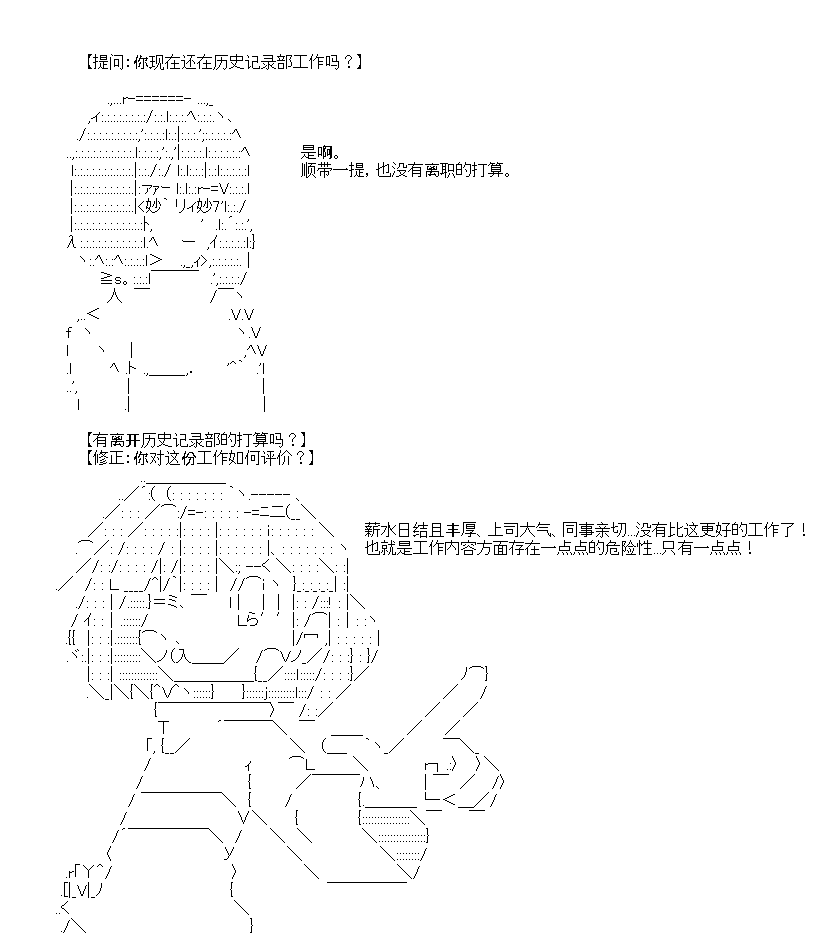 【提问：你现在还在历史记录部工作吗？】
是啊。
顺带一提，也没有离职的打算。
【有离开历史记录部的打算吗？】
【修正：你对这份工作如何评价？】
薪水日结且丰厚、上司大气、同事亲切…没有比这更好的工作了！
也就是工作内容方面存在一点点的危险性…只有一点点！